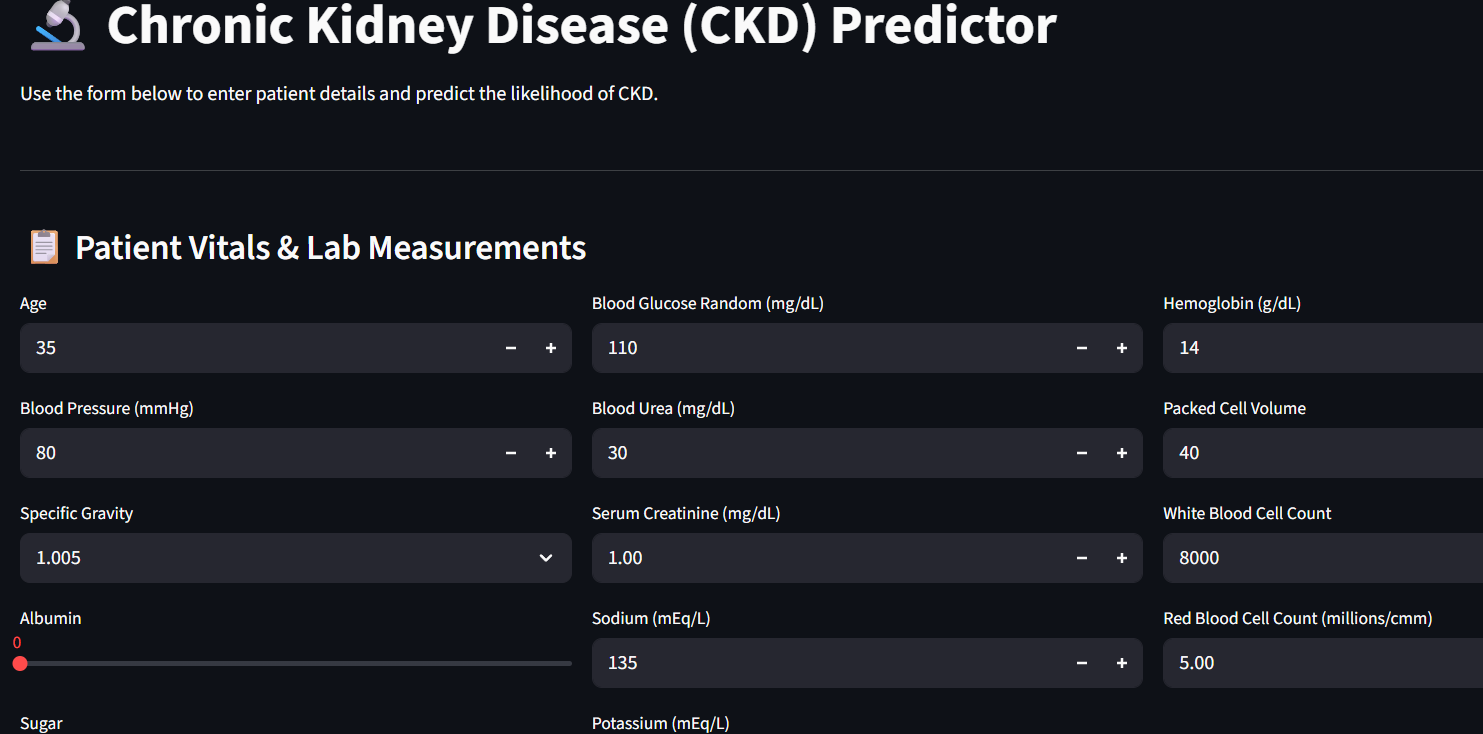 Chronic Kidney Disease (CKD) Predictor
Use the form below to enter patient details and predict the likelihood of CKD.
Patient Vitals & Lab Measurements
Age
35
Blood Pressure (mmHg)
80
Specific Gravity
1.005
Albumin
0
Sugar
Blood Glucose Random (mg/dL)
110
Blood Urea (mg/dL)
30
Serum Creatinine (mg/dL)
1.00
Sodium (mEq/L)
135
Potassium (mEq/L)
Hemoglobin (g/dL)
14
Packed Cell Volume
40
White Blood Cell Count
8000
Red Blood Cell Count (millions/cmm)
5.00